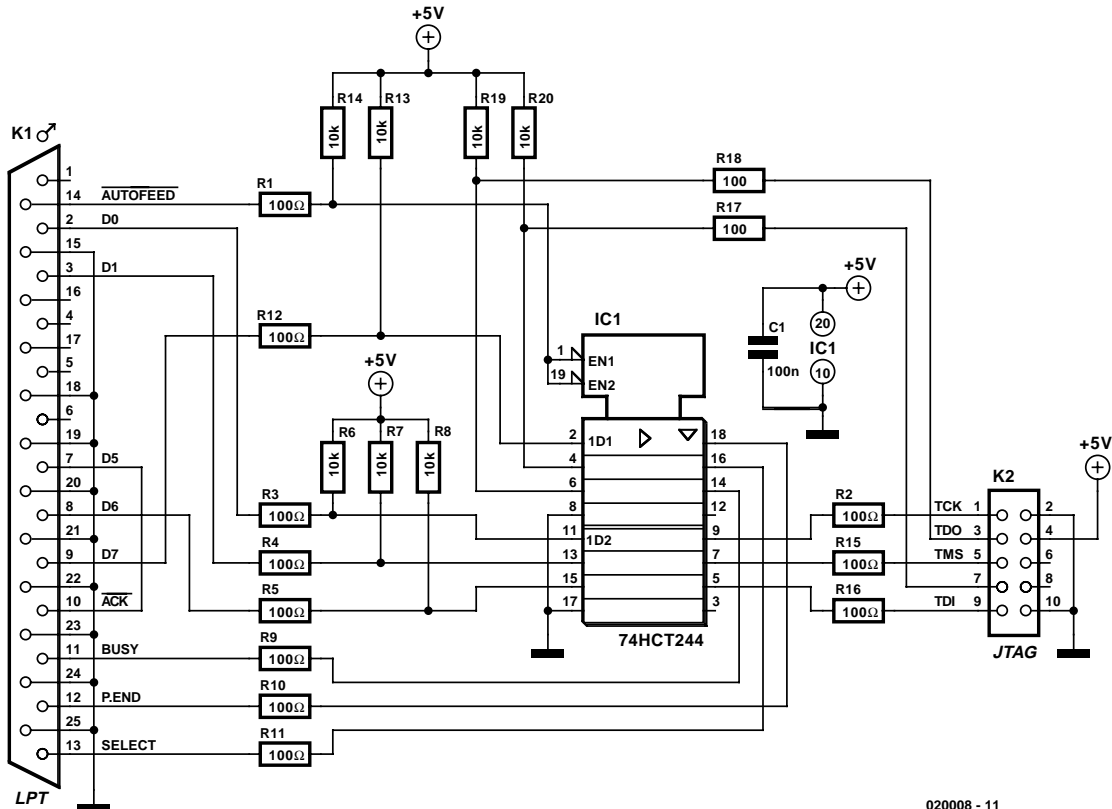 +5V
R14
R13
R19
R20
10k
10k
10k
10k
K1
R18
100
R17
100
1
14
AUTOFEED
R1
100Ω
2
D0
15
3
D1
16
4
17
5
18
6
19
7
D5
20
8
D6
21
9
D7
22
10
ACK
23
11
BUSY
24
12
P.END
25
13
SELECT
LPT
R12
100Ω
+5V
R6
R7
R8
10k
10k
10k
R3
100Ω
R4
100Ω
R5
100Ω
R9
100Ω
R10
100Ω
R11
100Ω
IC1
1
EN1
19
EN2
2
1D1
18
4
16
6
14
8
12
11
1D2
9
13
7
15
5
17
3
74HCT244
+5V
C1
100n
20
IC1
10
R2
100Ω
R15
100Ω
R16
100Ω
+5V
K2
TCK
1
2
TDO
3
4
TMS
5
6
7
8
TDI
9
10
JTAG
020008 - 11